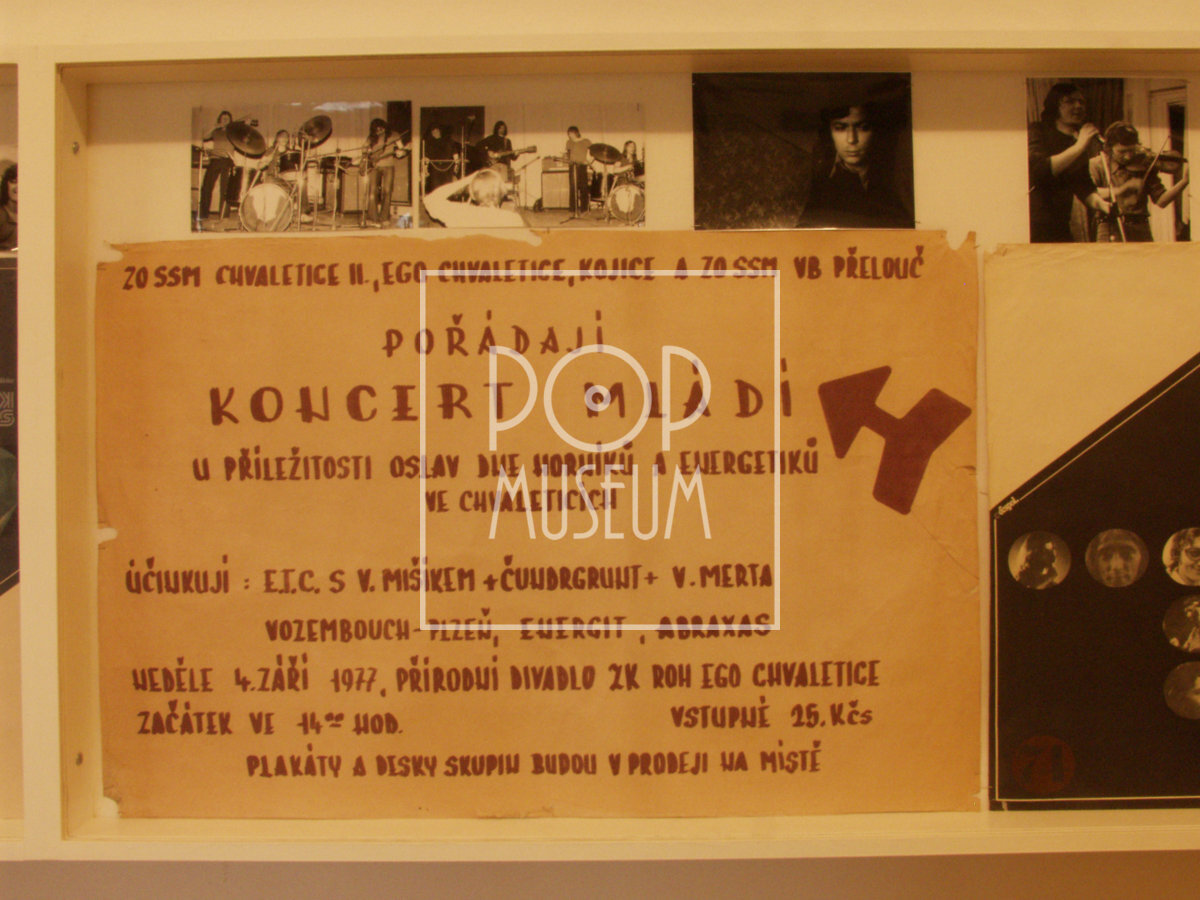 ZO SSM CHVALETICE II., EGO CHVALETICE, KOJICE A ZO SSM VB PŘELOUČ
POŘÁDAJÍ
KONCERT MLÁDÍ
U PŘÍLEŽITOSTI OSLAV DNE HORNÍKŮ A ENERGETIKŮ
VE CHVALETICÍCH
ÚČINKUJÍ : E.T.C. S V. MIŠÍKEM + ČUNDRGRUNT + V. MERTA
VOZEMBOUCH - PLZEŇ, ENERGIT, ABRAXAS
NEDĚLE 4. ZÁŘÍ 1977, PŘÍRODNÍ DIVADLO ZK ROH EGO CHVALETICE
ZAČÁTEK VE 14ºº HOD. VSTUPNÉ 25. Kčs
PLAKÁTY A DESKY SKUPIN BUDOU V PRODEJI NA MÍSTĚ
POP
MUSEUM